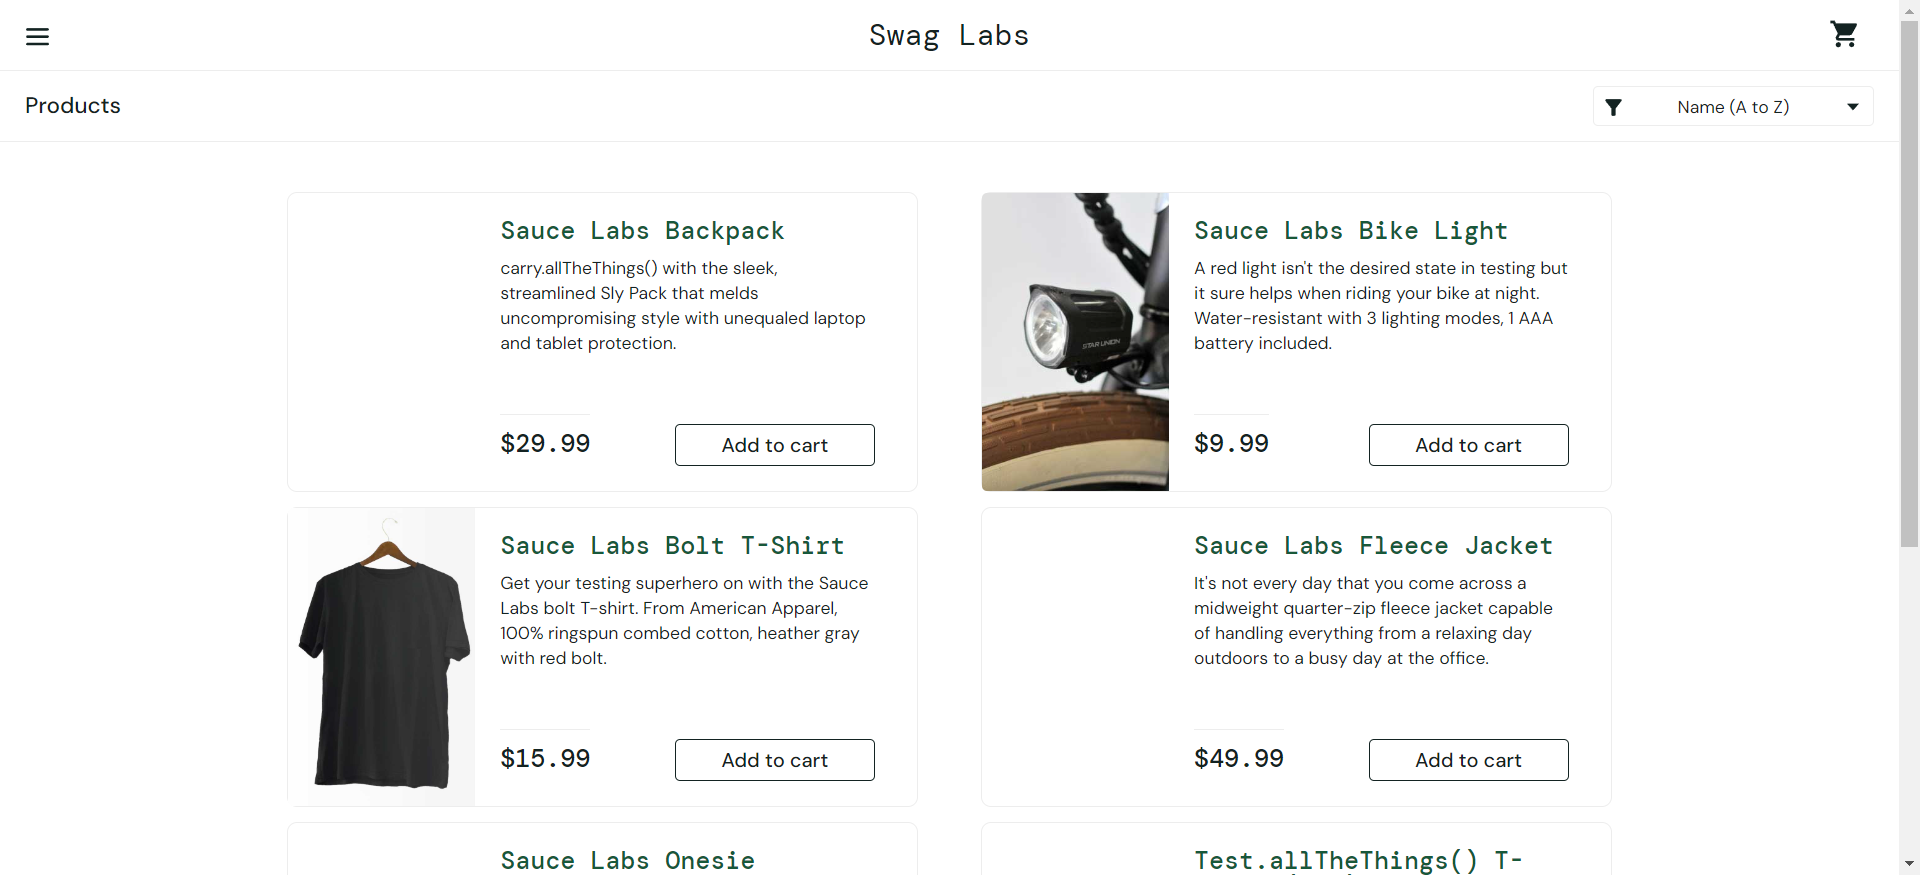 Swag Labs
Products
Name (A to Z)
Sauce Labs Backpack
carry.allTheThings() with the sleek,
streamlined Sly Pack that melds
uncompromising style with unequaled laptop
and tablet protection.
$29.99
Add to cart
Sauce Labs Bike Light
A red light isn't the desired state in testing but
it sure helps when riding your bike at night.
Water-resistant with 3 lighting modes, 1 AAA
battery included.
STAR UNION
$9.99
Add to cart
Sauce Labs Bolt T-Shirt
Get your testing superhero on with the Sauce
Labs bolt T-shirt. From American Apparel,
100% ringspun combed cotton, heather gray
with red bolt.
$15.99
Add to cart
Sauce Labs Fleece Jacket
It's not every day that you come across a
midweight quarter-zip fleece jacket capable
of handling everything from a relaxing day
outdoors to a busy day at the office.
$49.99
Add to cart
Sauce Labs Onesie
Test.allTheThings() T-